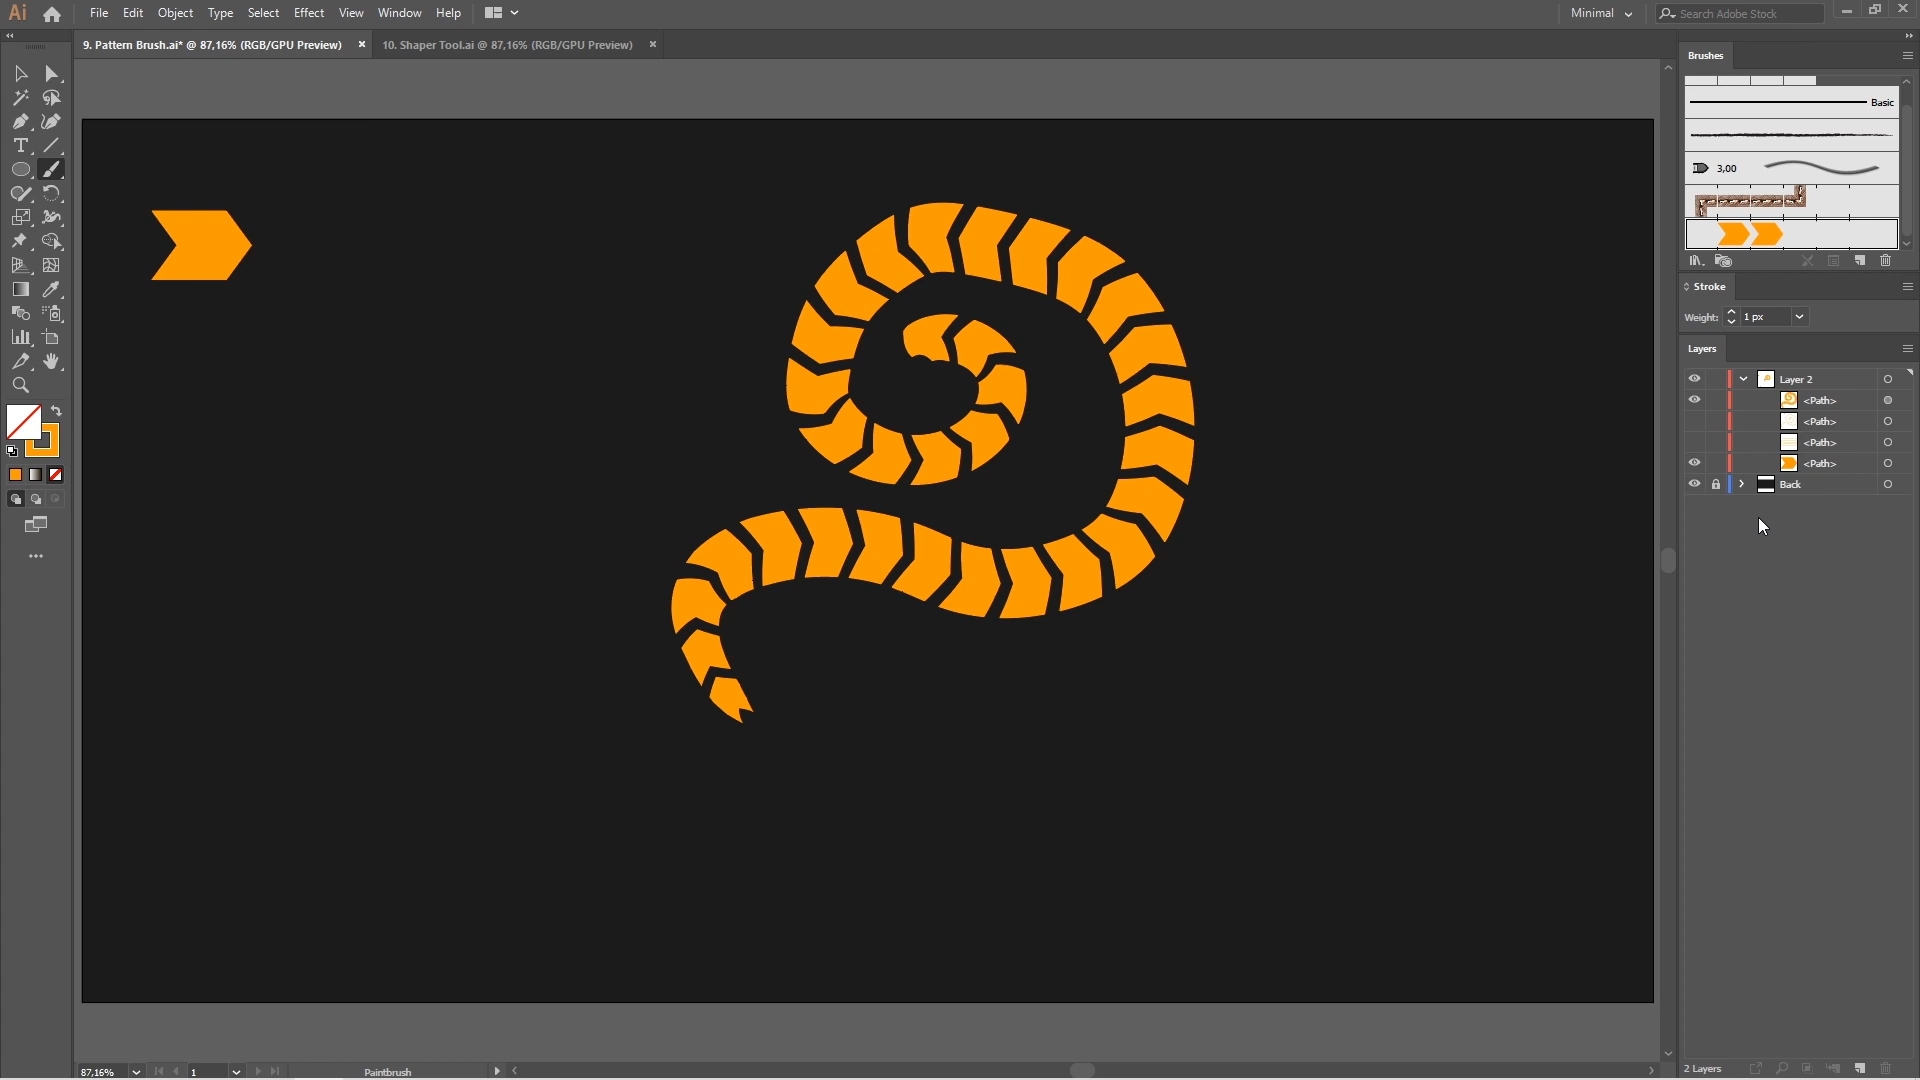 Ai File Edit Object Type Select Effect View Window Help Minimal Search Adobe Stock
9. Pattern Brush.ai* @ 87,16% (RGB/GPU Preview) × 10. Shaper Tool.ai @ 87,16% (RGB/GPU Preview) ×
Brushes
Basic
3,00
Stroke
Weight: 1 px
Layers
Layer 2
<Path>
<Path>
<Path>
<Path>
Back
87,16% 1 Paintbrush
2 Layers